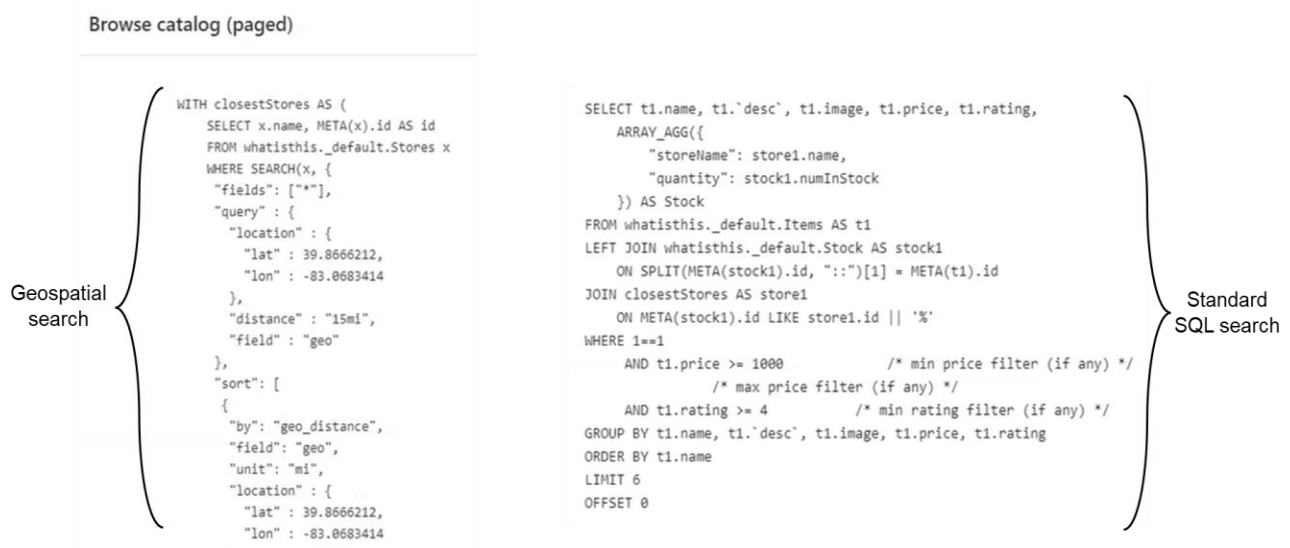 Browse catalog (paged)
Geospatial
search
WITH closestStores AS (
SELECT x.name, META(x).id AS id
FROM whatisthis._default.Stores x
WHERE SEARCH(x, {
"fields": ["*"],
"query" : {
"location" : {
"lat" : 39.8666212,
"lon" : -83.0683414
},
"distance" : "15mi",
"field" : "geo"
},
"sort": [
{
"by": "geo_distance",
"field": "geo",
"unit": "mi",
"location" : {
"lat" : 39.8666212,
"lon" : -83.0683414
SELECT t1.name, t1.`desc`, t1.image, t1.price, t1.rating,
ARRAY_AGG({
"storeName": store1.name,
"quantity": stock1.numInStock
}) AS Stock
FROM whatisthis._default.Items AS t1
LEFT JOIN whatisthis._default.Stock AS stock1
ON SPLIT(META(stock1).id, "::")[1] = META(t1).id
JOIN closestStores AS store1
ON META(stock1).id LIKE store1.id || '%'
WHERE 1==1
AND t1.price >= 1000 /* min price filter (if any) */
/* max price filter (if any) */
AND t1.rating >= 4 /* min rating filter (if any) */
GROUP BY t1.name, t1.`desc`, t1.image, t1.price, t1.rating
ORDER BY t1.name
LIMIT 6
OFFSET 0
Standard
SQL search